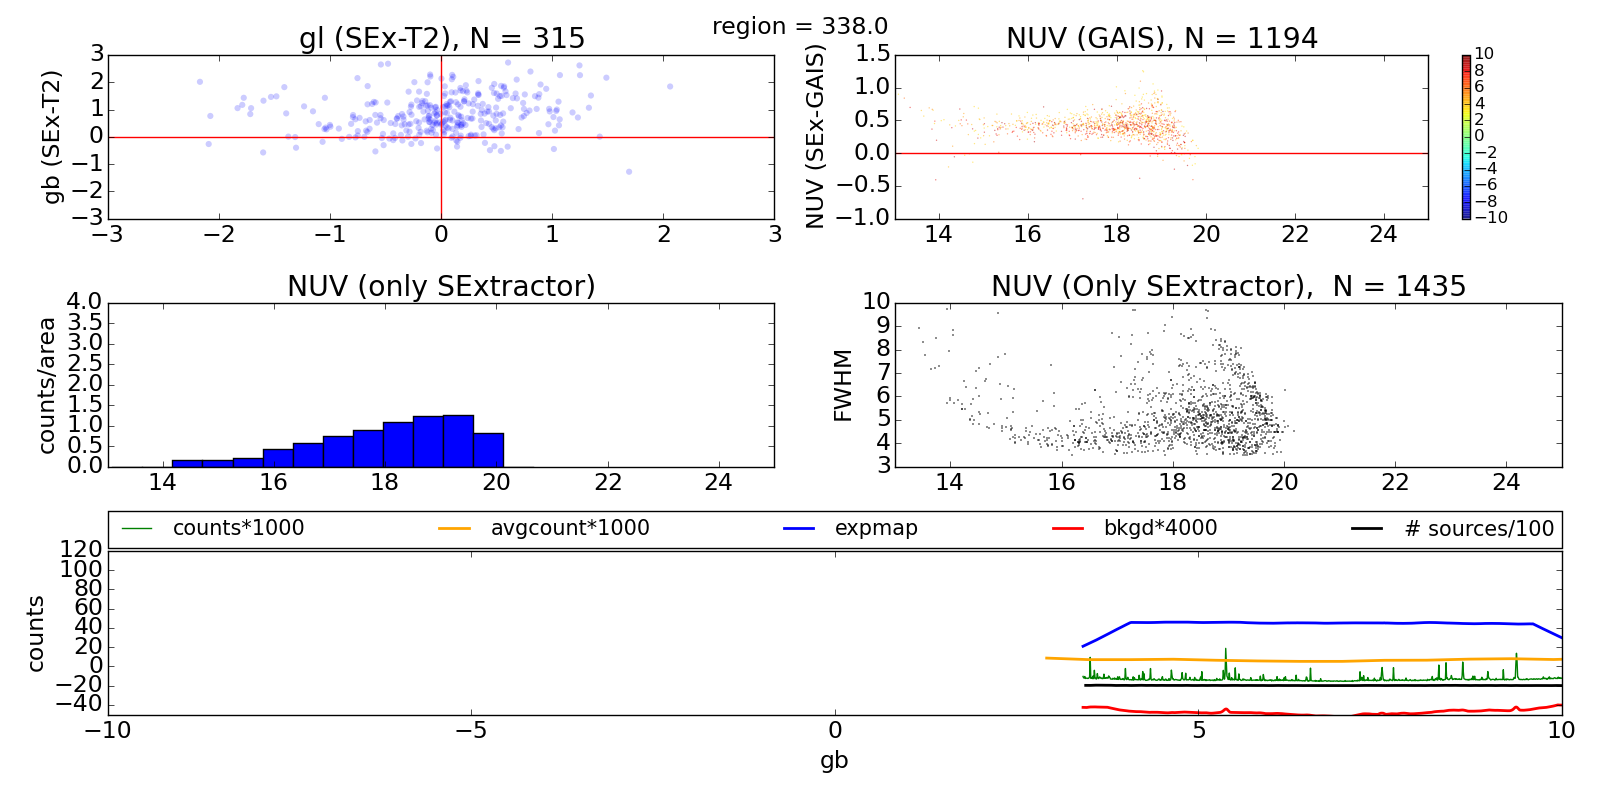 region = 338.0
gl (SEx-T2), N = 315
NUV (GAIS), N = 1194
gb (SEx-T2)
3
2
1
0
−1
−2
−3
−3 −2 −1 0 1 2 3
NUV (SEx-GAIS)
1.5
1.0
0.5
0.0
−0.5
−1.0
14 16 18 20 22 24
10
8
6
4
2
0
−2
−4
−6
−8
−10
NUV (only SExtractor)
counts/area
4.0
3.5
3.0
2.5
2.0
1.5
1.0
0.5
0.0
14 16 18 20 22 24
NUV (Only SExtractor),  N = 1435
FWHM
10
9
8
7
6
5
4
3
14 16 18 20 22 24
counts*1000 avgcount*1000 expmap bkgd*4000 # sources/100
counts
120
100
80
60
40
20
0
−20
−40
−10 −5 0 5 10
gb